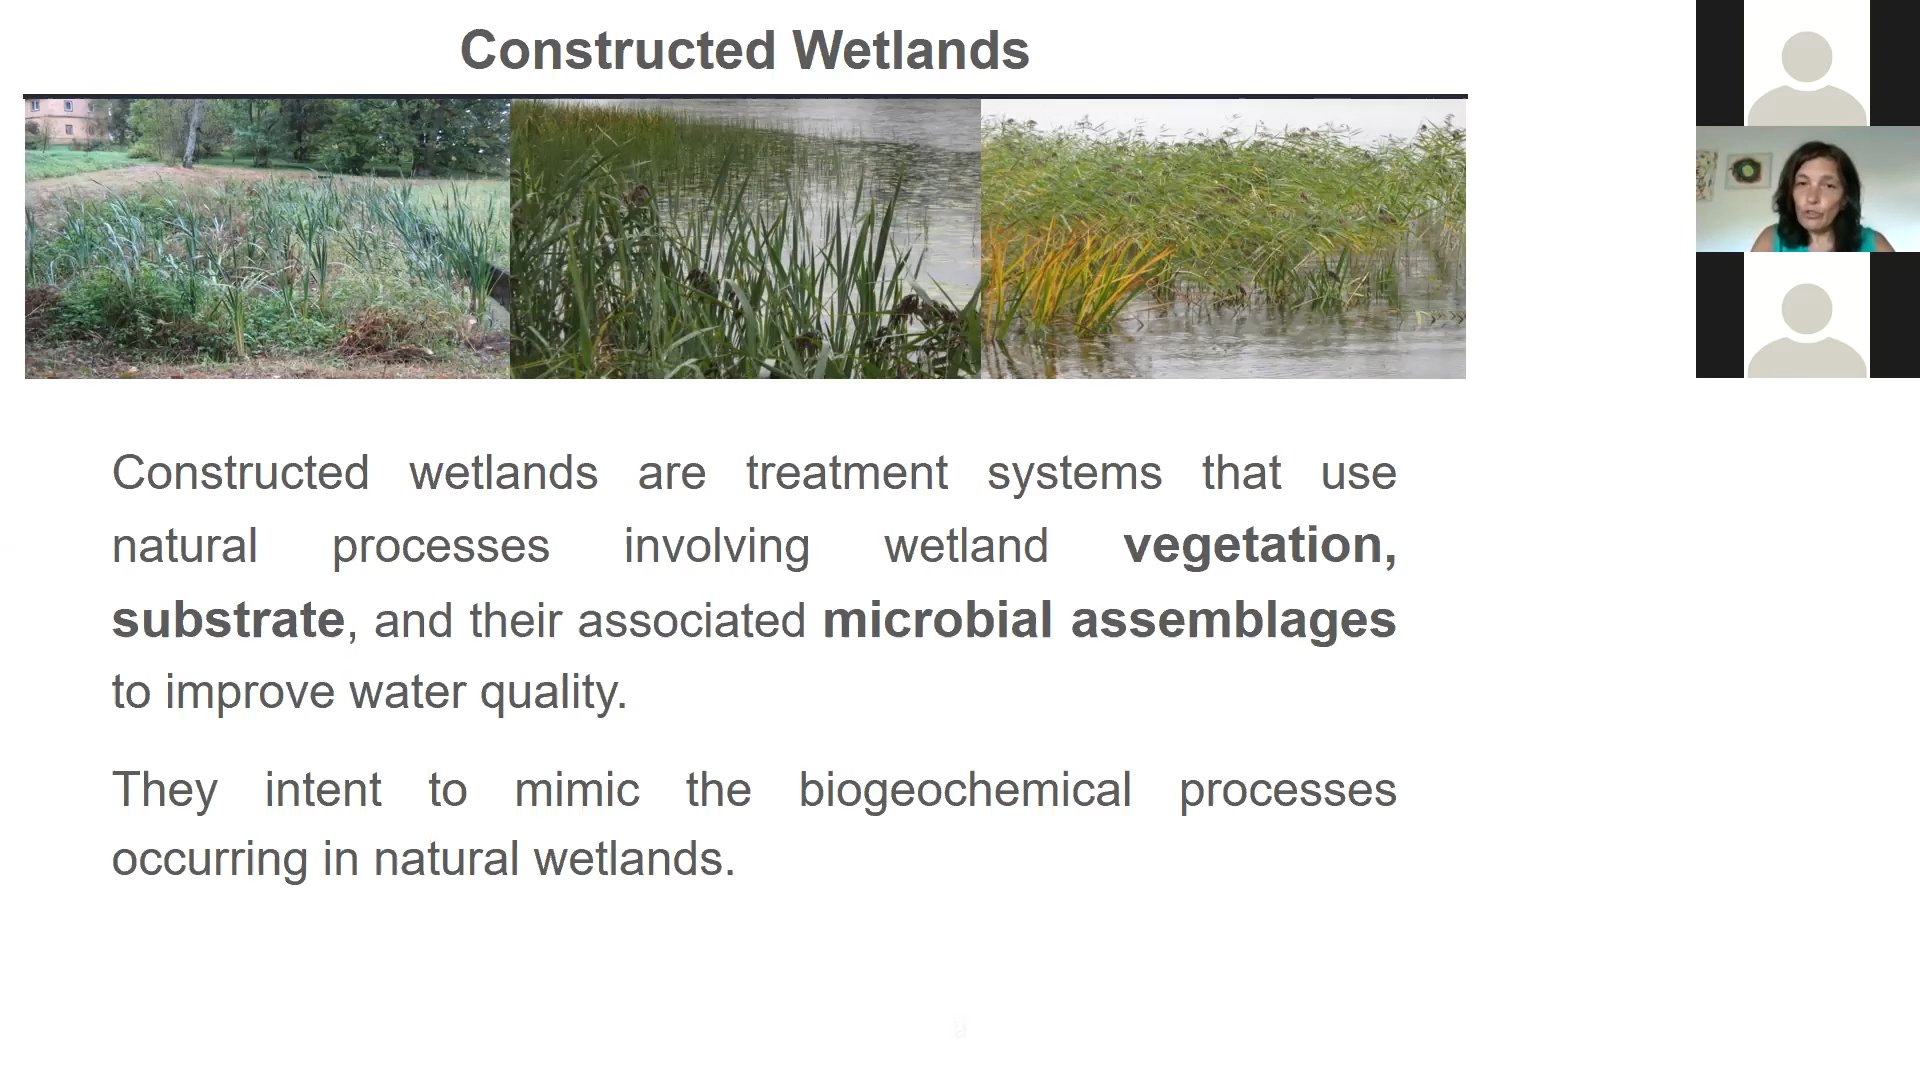 Constructed Wetlands
Constructed wetlands are treatment systems that use
natural processes involving wetland vegetation,
substrate, and their associated microbial assemblages
to improve water quality.
They intent to mimic the biogeochemical processes
occurring in natural wetlands.